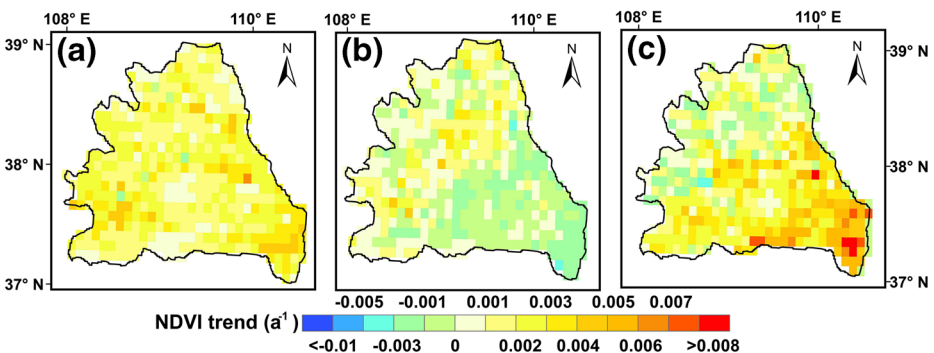 108° E 110° E 108° E 110° E 108° E 110° E
39° N (a) N (b) N (c) N 39° N
38° N 38° N
37° N 37° N
-0.005 -0.001 0.001 0.003 0.005 0.007
NDVI trend (a⁻¹)
<-0.01 -0.003 0 0.002 0.004 0.006 >0.008